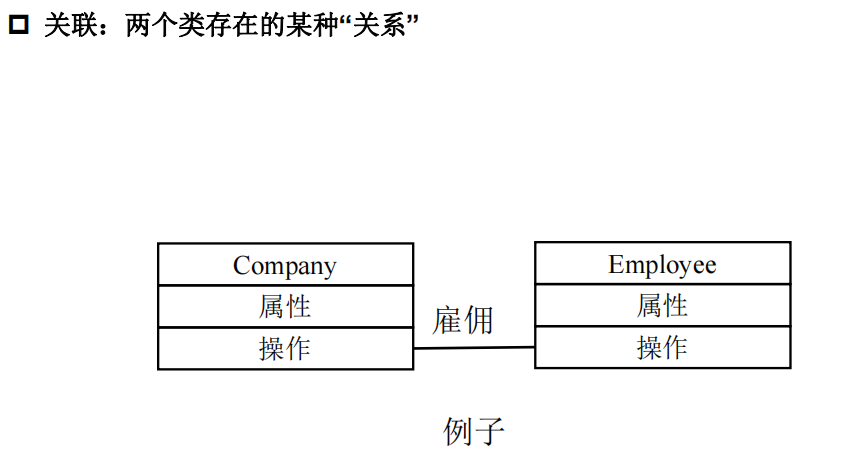 关联：两个类存在的某种“关系”
Company
属性
操作
雇佣
Employee
属性
操作
例子